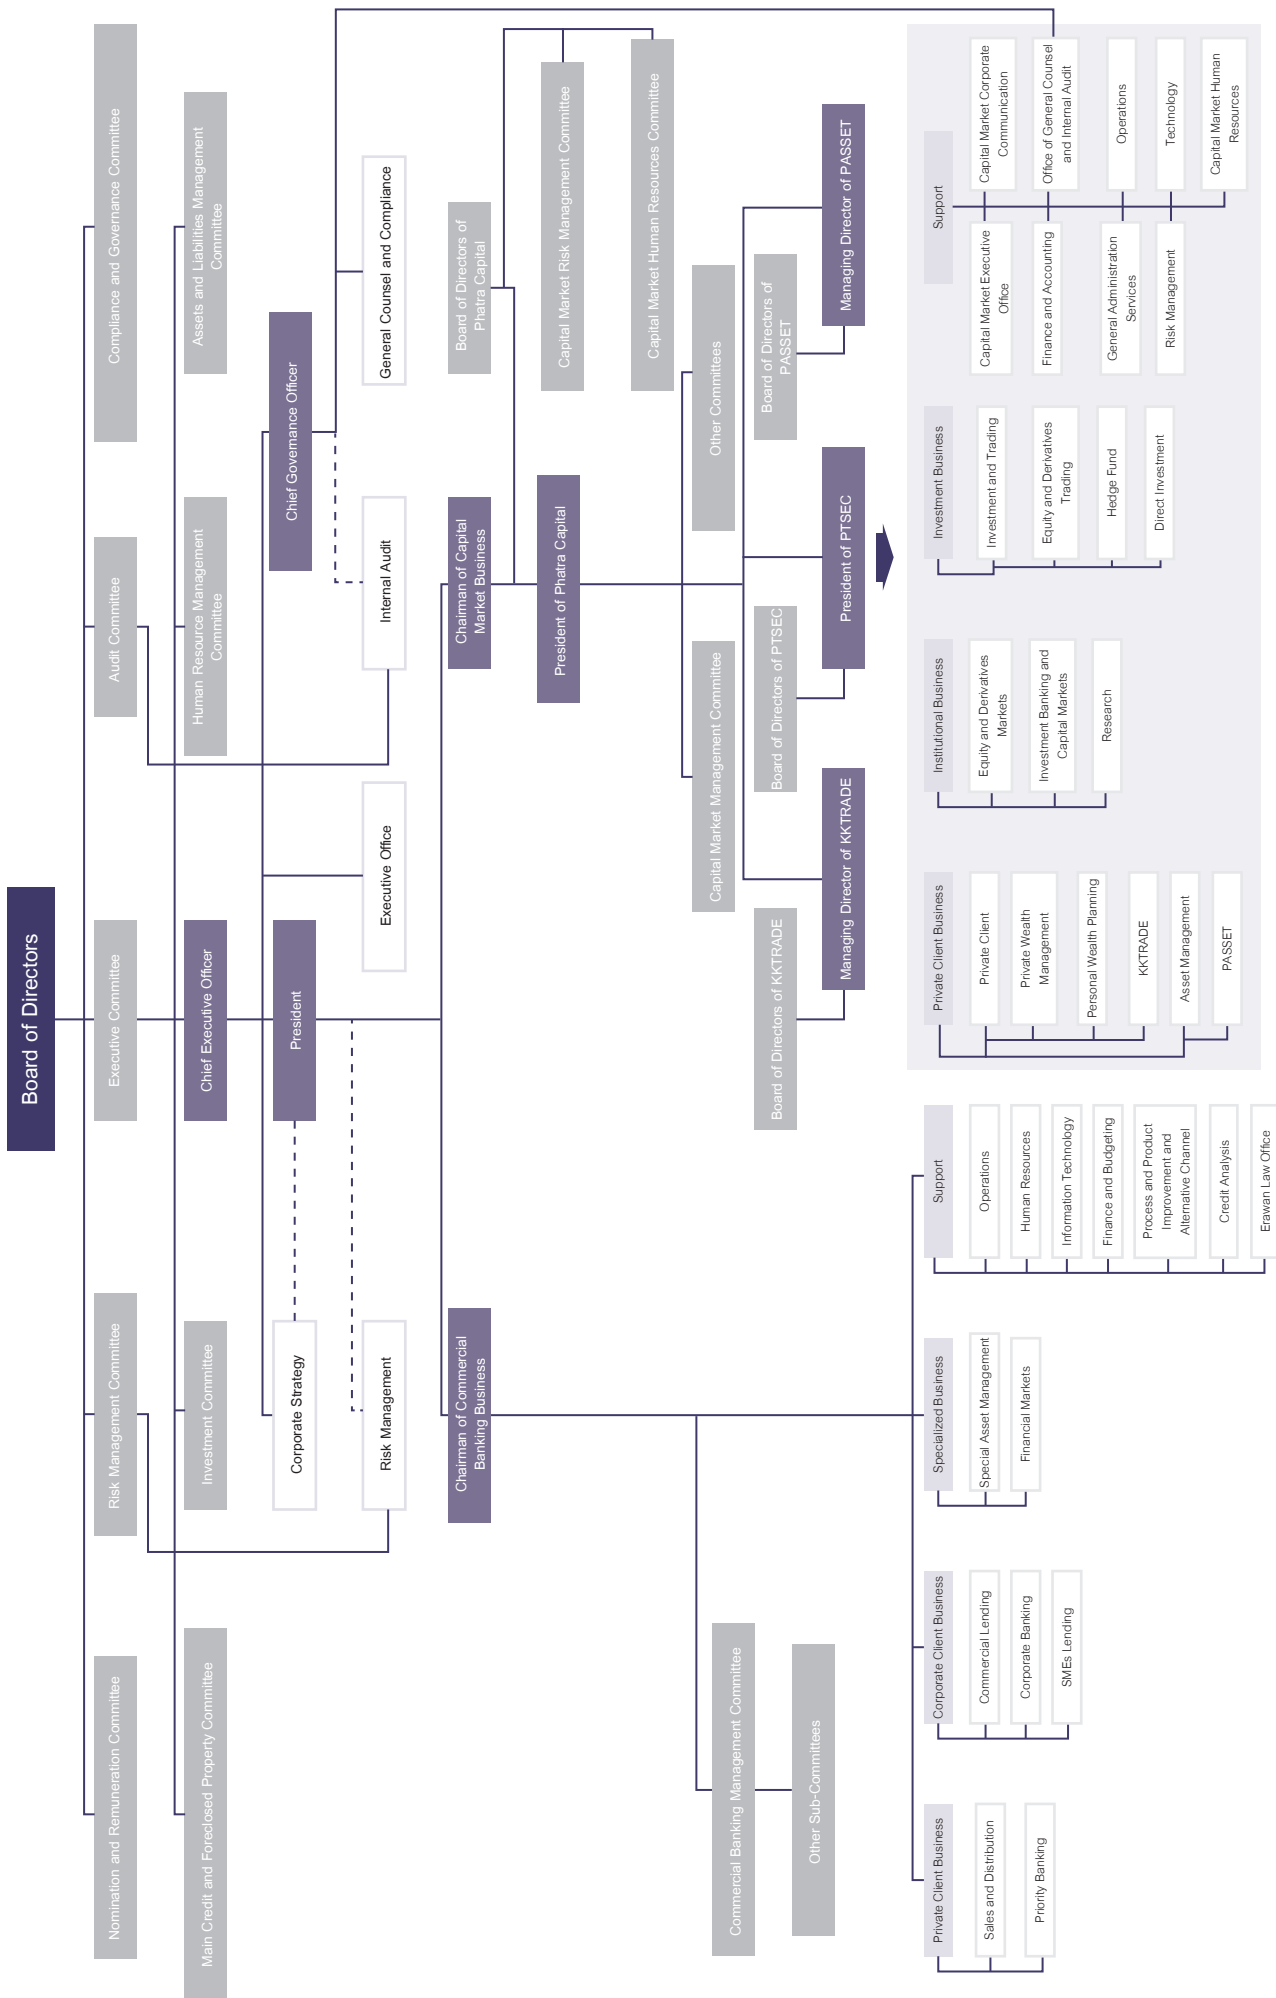 Board of Directors
Nomination and Remuneration Committee
Risk Management Committee
Executive Committee
Audit Committee
Compliance and Governance Committee
Main Credit and Foreclosed Property Committee
Investment Committee
Chief Executive Officer
Human Resource Management
Committee
Assets and Liabilities Management
Committee
Corporate Strategy
President
Chief Governance Officer
Risk Management
Executive Office
Internal Audit
General Counsel and Compliance
Chairman of Commercial
Banking Business
Chairman of Capital
Market Business
Board of Directors of
Phatra Capital
President of Phatra Capital
Capital Market Risk Management Committee
Capital Market Human Resources Committee
Commercial Banking Management Committee
Other Sub-Committees
Capital Market Management Committee
Other Committees
Board of Directors of KKTRADE
Board of Directors of PTSEC
Board of Directors of
PASSET
Managing Director of KKTRADE
President of PTSEC
Managing Director of PASSET
Private Client Business
Sales and Distribution
Priority Banking
Corporate Client Business
Commercial Lending
Corporate Banking
SMEs Lending
Specialized Business
Special Asset Management
Financial Markets
Support
Operations
Human Resources
Information Technology
Finance and Budgeting
Process and Product
Improvement and
Alternative Channel
Credit Analysis
Erawan Law Office
Private Client Business
Private Client
Private Wealth
Management
Personal Wealth Planning
KKTRADE
Asset Management
PASSET
Institutional Business
Equity and Derivatives
Markets
Investment Banking and
Capital Markets
Research
Investment Business
Investment and Trading
Equity and Derivatives
Trading
Hedge Fund
Direct Investment
Support
Capital Market Executive
Office
Capital Market Corporate
Communication
Finance and Accounting
Office of General Counsel
and Internal Audit
General Administration
Services
Operations
Risk Management
Technology
Capital Market Human
Resources